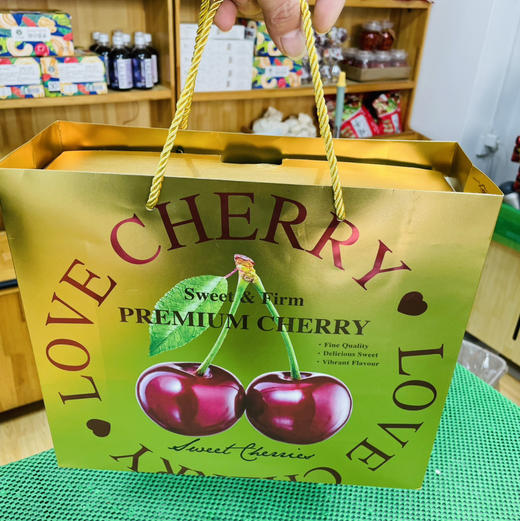 LOVE CHERRY LOVE
Sweet & Firm
PREMIUM CHERRY
• Fine Quality
• Delicious Sweet
• Vibrant Flavour
Sweet Cherries
CHERRY